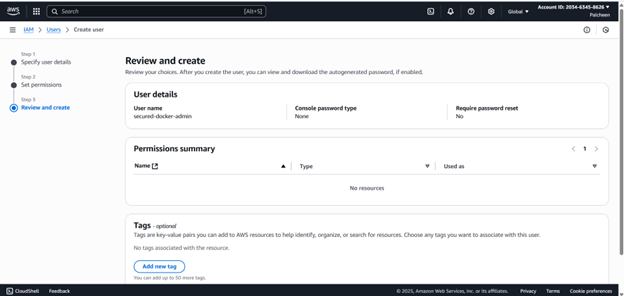 aws
Search [Alt+S]
Global
Account ID: 2034-6345-8626
Paicheen
IAM > Users > Create user
Step 1
Specify user details
Step 2
Set permissions
Step 3
Review and create
Review and create
Review your choices. After you create the user, you can view and download the autogenerated password, if enabled.
User details
User name
secured-docker-admin
Console password type
None
Require password reset
No
Permissions summary
1
Name Type Used as
No resources
Tags - optional
Tags are key-value pairs you can add to AWS resources to help identify, organize, or search for resources. Choose any tags you want to associate with this user.
No tags associated with the resource.
Add new tag
You can add up to 50 more tags.
CloudShell Feedback © 2025, Amazon Web Services, Inc. or its affiliates. Privacy Terms Cookie preferences